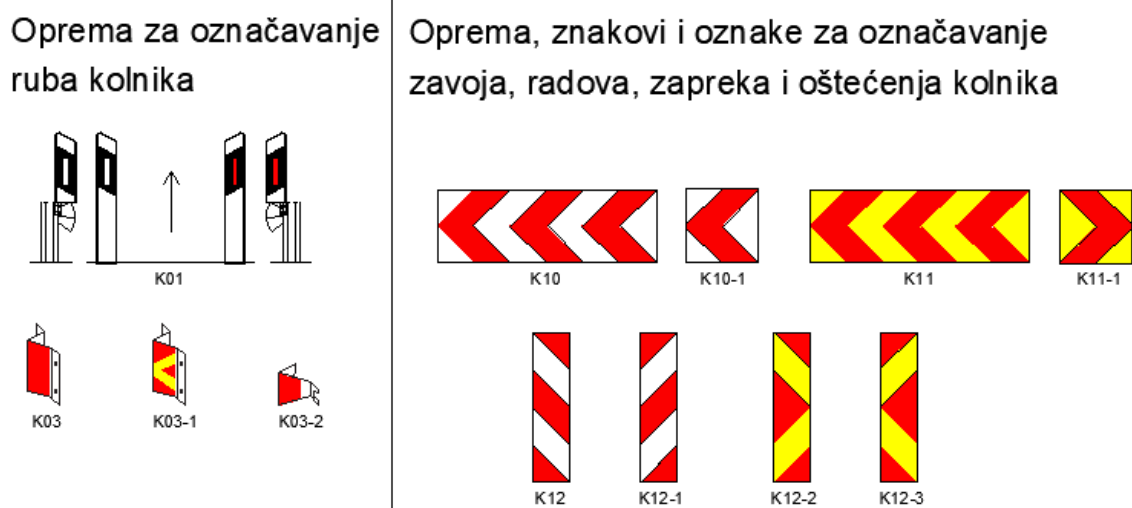 Oprema za označavanje
ruba kolnika
K01
K03 K03-1 K03-2
Oprema, znakovi i oznake za označavanje
zavoja, radova, zapreka i oštećenja kolnika
K10 K10-1 K11 K11-1
K12 K12-1 K12-2 K12-3